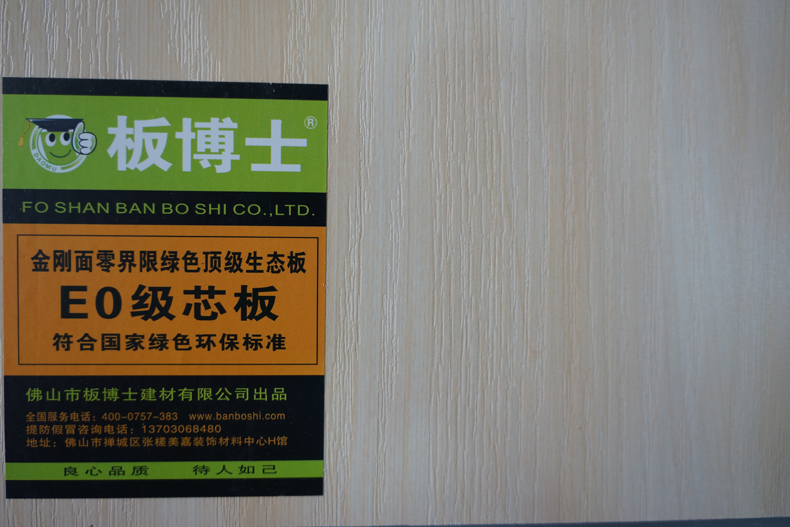 板博士®
FO SHAN BAN BO SHI CO.,LTD.
金刚面零界限绿色顶级生态板
E0级芯板
符合国家绿色环保标准
佛山市板博士建材有限公司出品
全国服务电话：400-0757-383 www.banboshi.com
提防假冒咨询电话：13703068480
地址：佛山市禅城区张槎美嘉装饰材料中心H馆
良心品质 待人如己